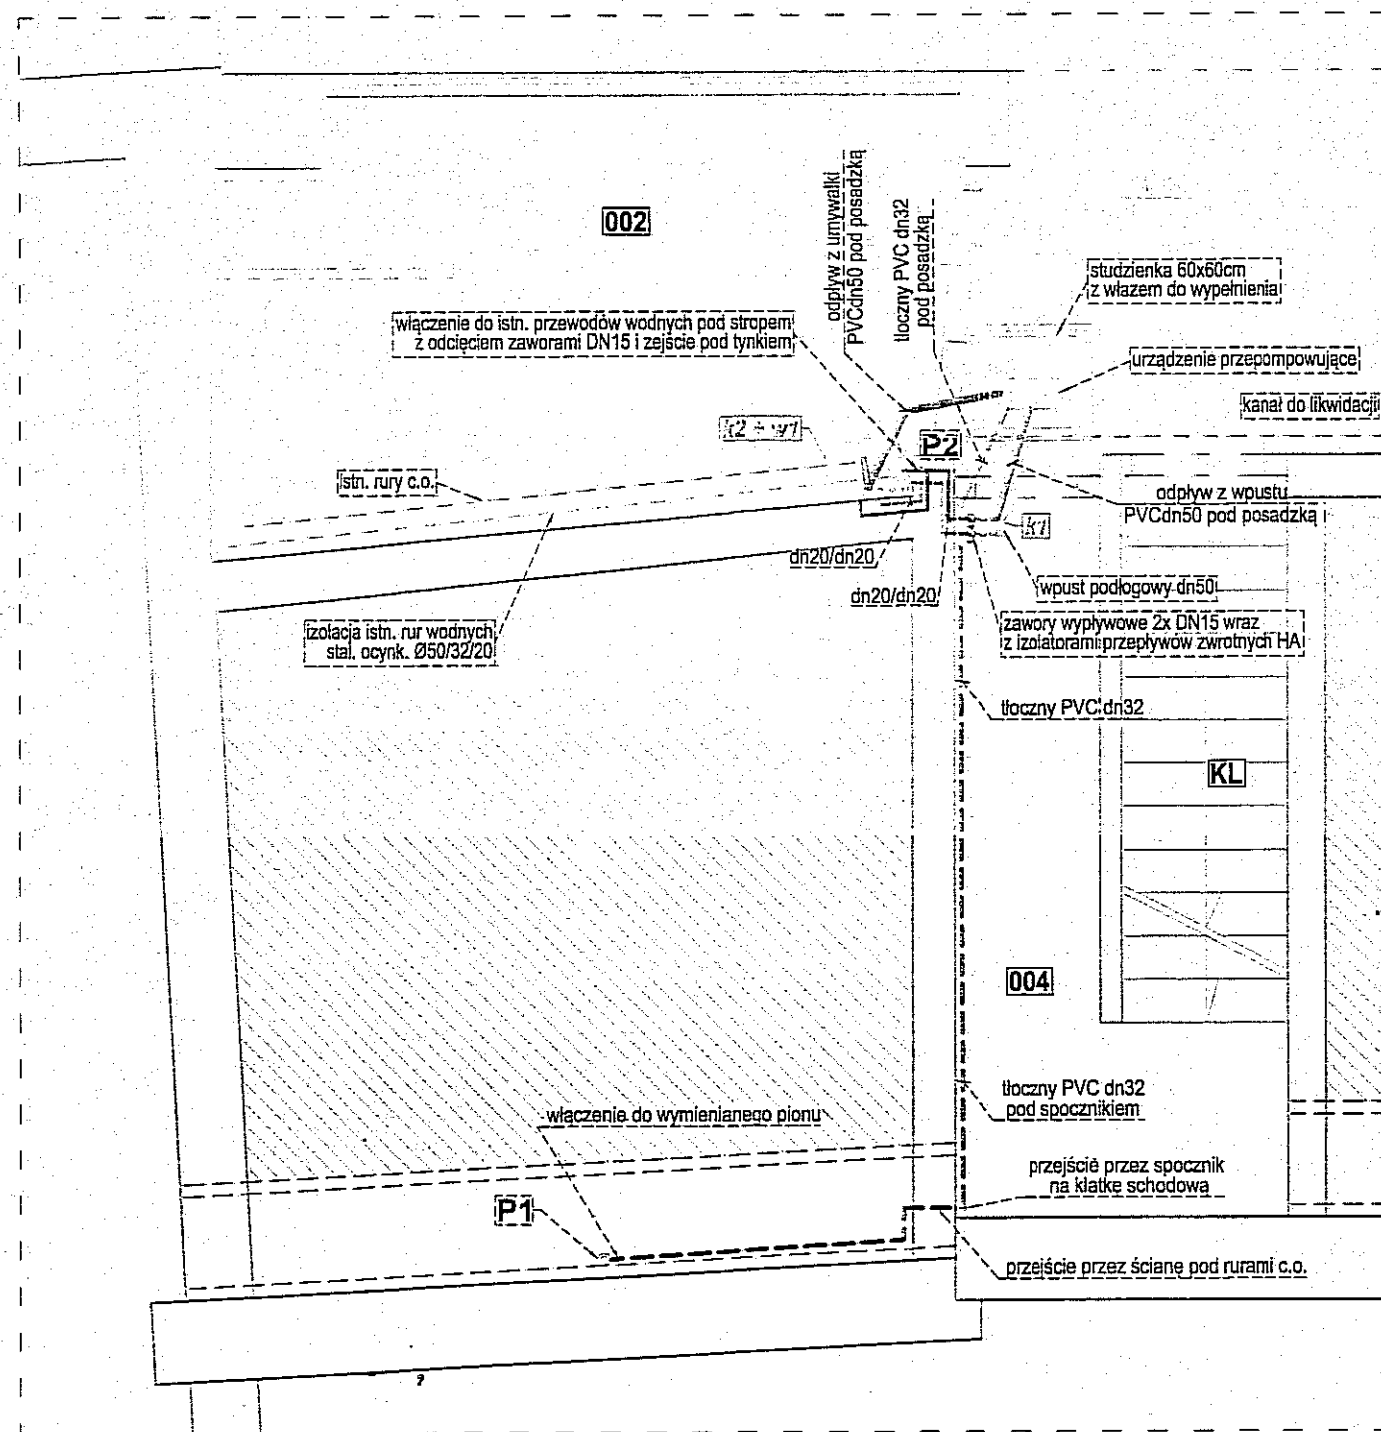 002
odpływ z umywalki
PVCdn50 pod posadzką
tłoczny PVC dn32
pod posadzką
studzienka 60x60cm
z włazem do wypełnienia
włączenie do istn. przewodów wodnych pod stropem
z odcięciem zaworami DN15 i zejście pod tynkiem
urządzenie przepompowujące
kanał do likwidacji
k2 + w1
P2
istn. rury c.o.
odpływ z wpustu
PVCdn50 pod posadzką
k1
dn20/dn20
dn20/dn20
wpust podłogowy dn50
izolacja istn. rur wodnych
stal. ocynk. Ø50/32/20
zawory wypływowe 2x DN15 wraz
z izolatorami przepływów zwrotnych HA
tłoczny PVC dn32
KL
004
tłoczny PVC dn32
pod spocznikiem
włączenie do wymienianego pionu
przejście przez spocznik
na klatkę schodową
P1
przejście przez ścianę pod rurami c.o.